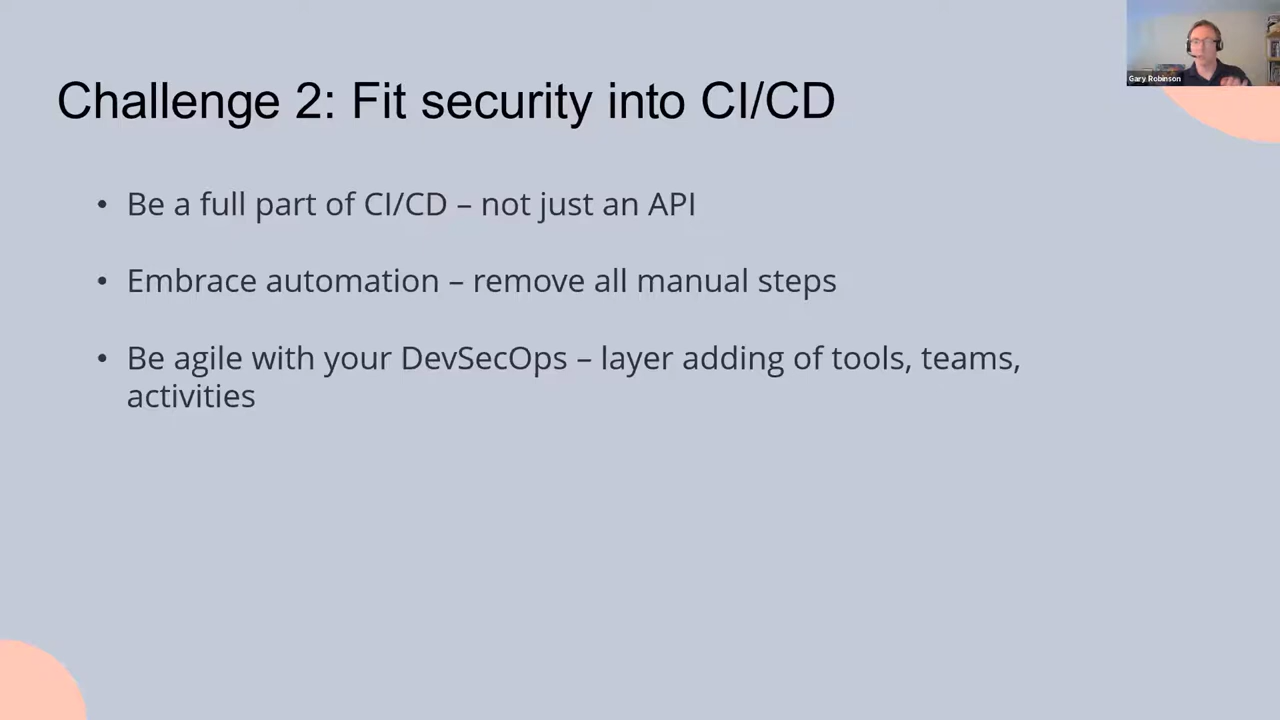 Gary Robinson
Challenge 2: Fit security into CI/CD
• Be a full part of CI/CD – not just an API
• Embrace automation – remove all manual steps
• Be agile with your DevSecOps – layer adding of tools, teams,
activities